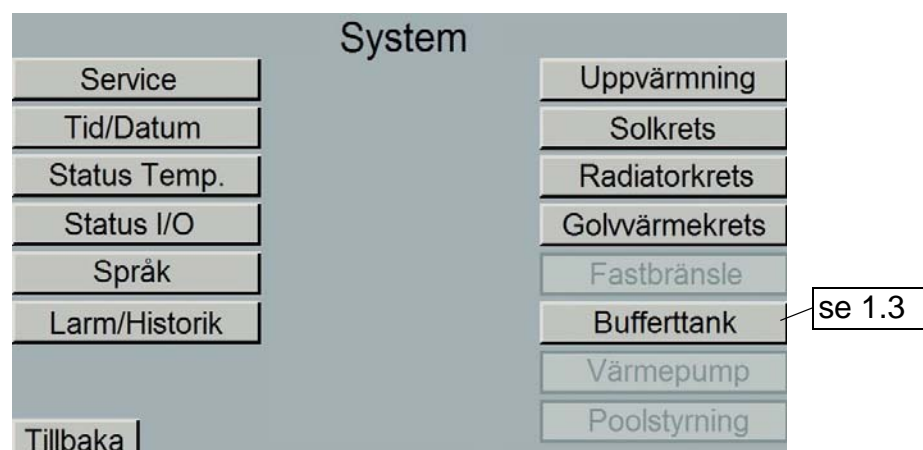 System
Service
Tid/Datum
Status Temp.
Status I/O
Språk
Larm/Historik
Tillbaka
Uppvärmning
Solkrets
Radiatorkrets
Golvvärmekrets
Fastbränsle
Bufferttank
se 1.3
Värmepump
Poolstyrning